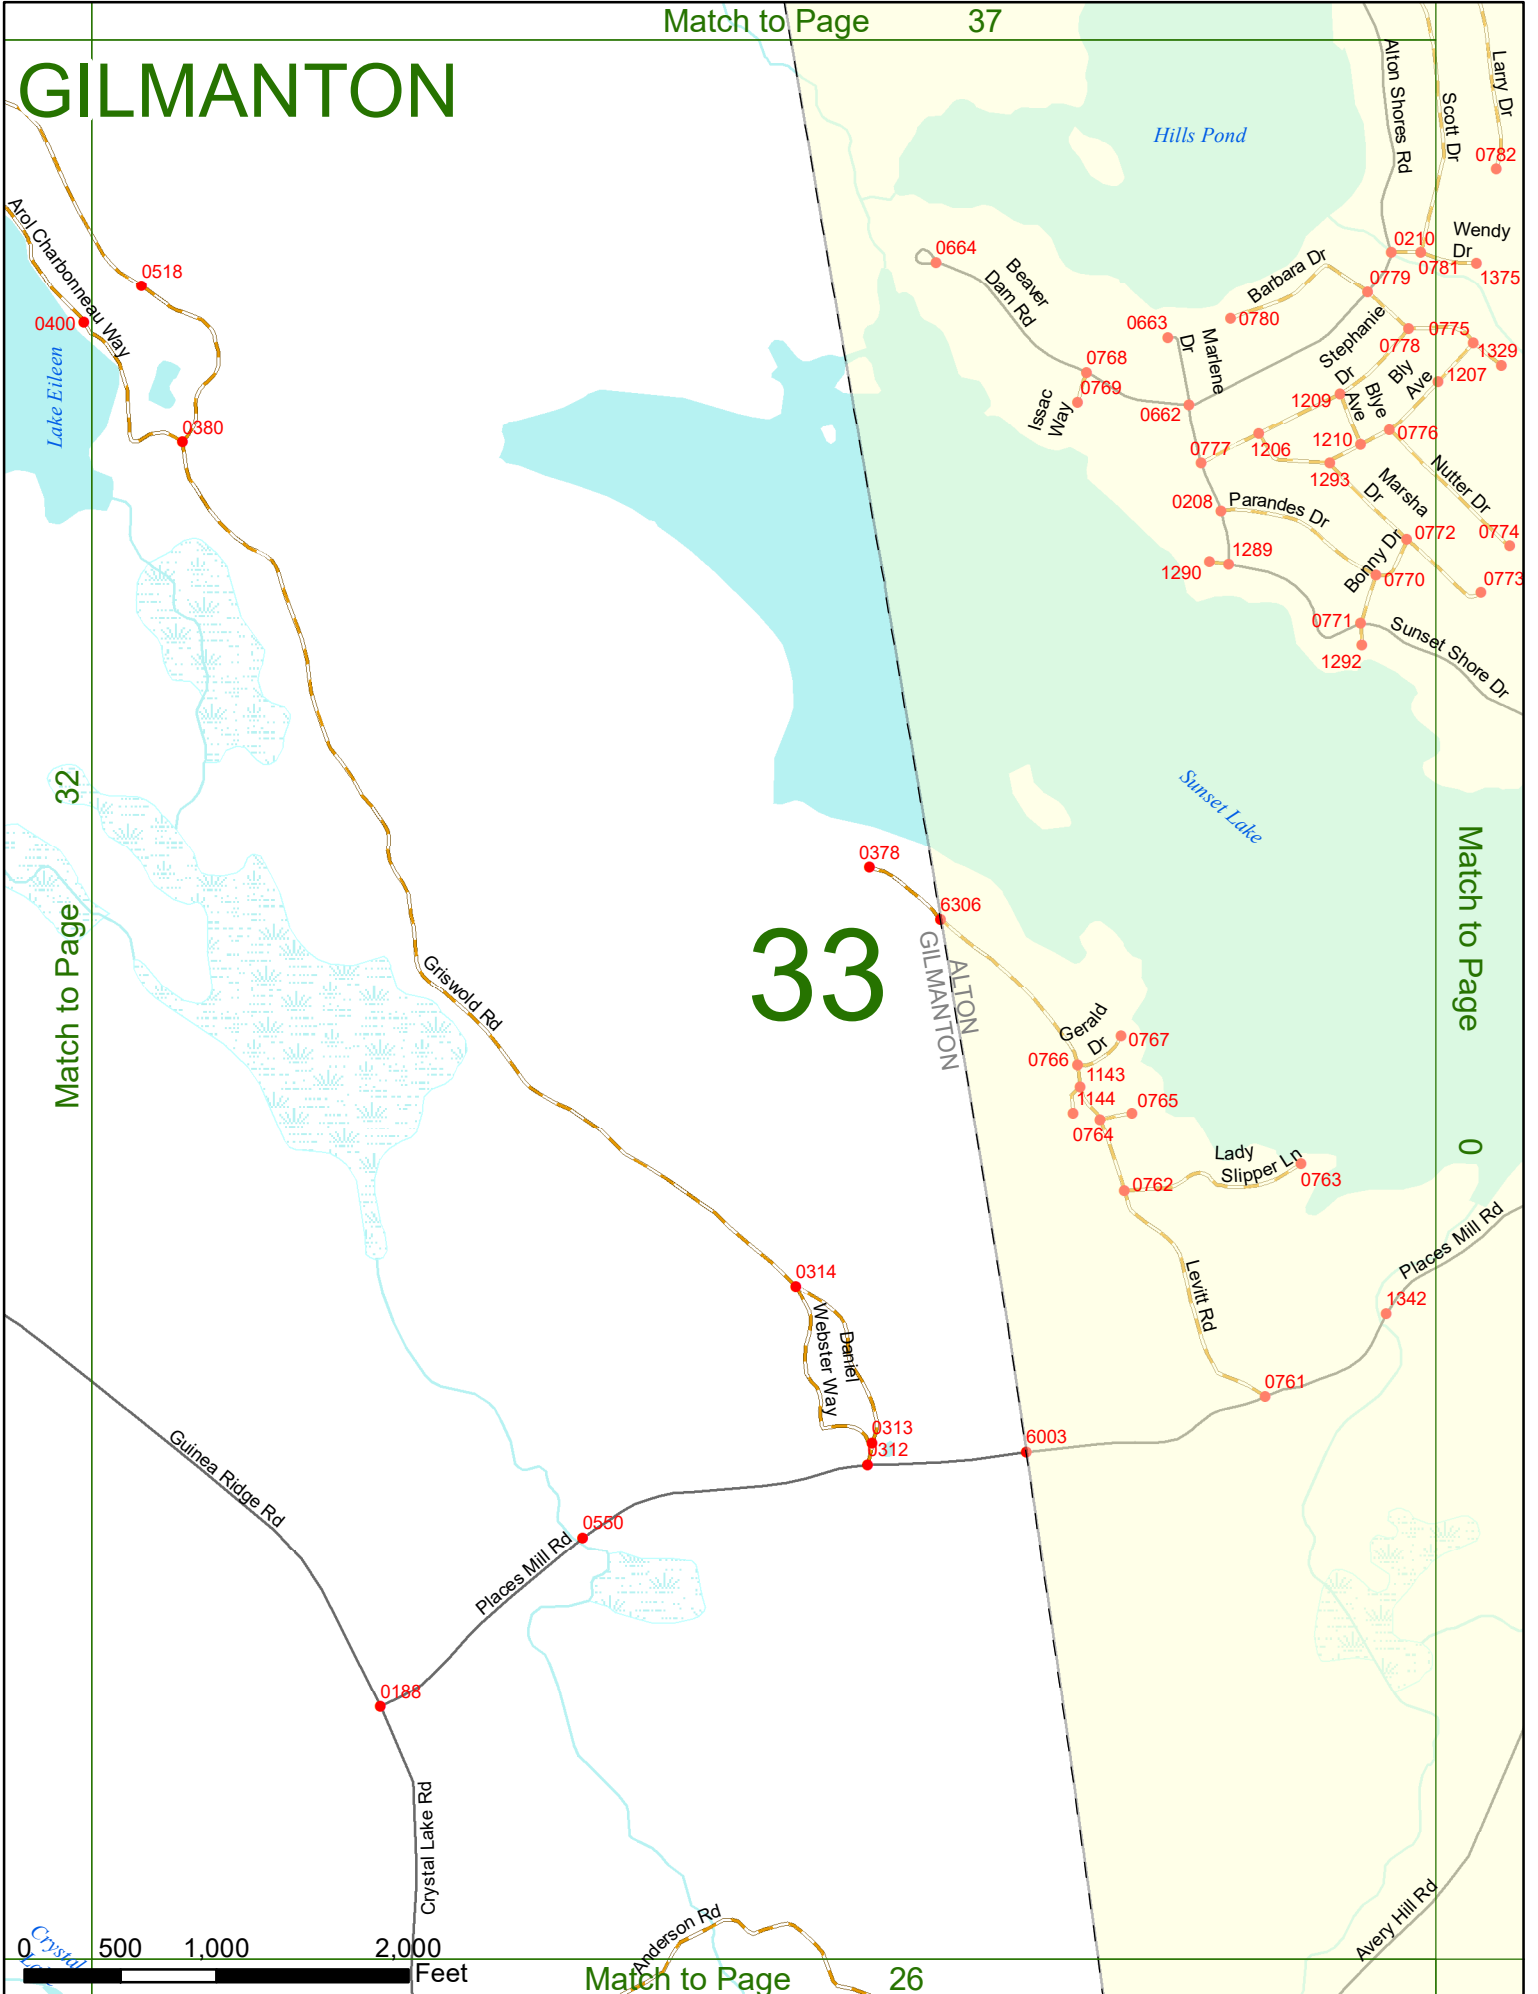 Match to Page 37
GILMANTON
Hills Pond
Alton Shores Rd
Scott Dr
Larry Dr
0782
Arol Charbonneau Way
0518
0400
Lake Eileen
0380
0664
Beaver
Dam Rd
Barbara Dr
0210
0781
Wendy
Dr
1375
0779
0780
0663
Marlene
Dr
Stephanie
Dr
0778
0775
1329
Bly
Ave
1207
0768
0769
Issac
Way
0662
1209
Blye
Ave
0776
1210
1206
0777
1293
Marsha
Dr
Nutter Dr
0208
Parandes Dr
0772
0774
1289
1290
Bonny Dr
0770
0773
0771
Sunset Shore Dr
1292
Match to Page 32
Sunset Lake
Match to Page 0
0378
6306
33
GILMANTON
ALTON
Griswold Rd
Gerald
Dr
0767
0766
1143
1144
0765
0764
Lady
Slipper Ln
0763
0762
Places Mill Rd
0314
Levitt Rd
1342
Daniel
Webster Way
0761
0313
0312
6003
Guinea Ridge Rd
0550
Places Mill Rd
0188
Crystal Lake Rd
Anderson Rd
Avery Hill Rd
Crystal
Lake
0 500 1,000 2,000
Feet
Match to Page 26